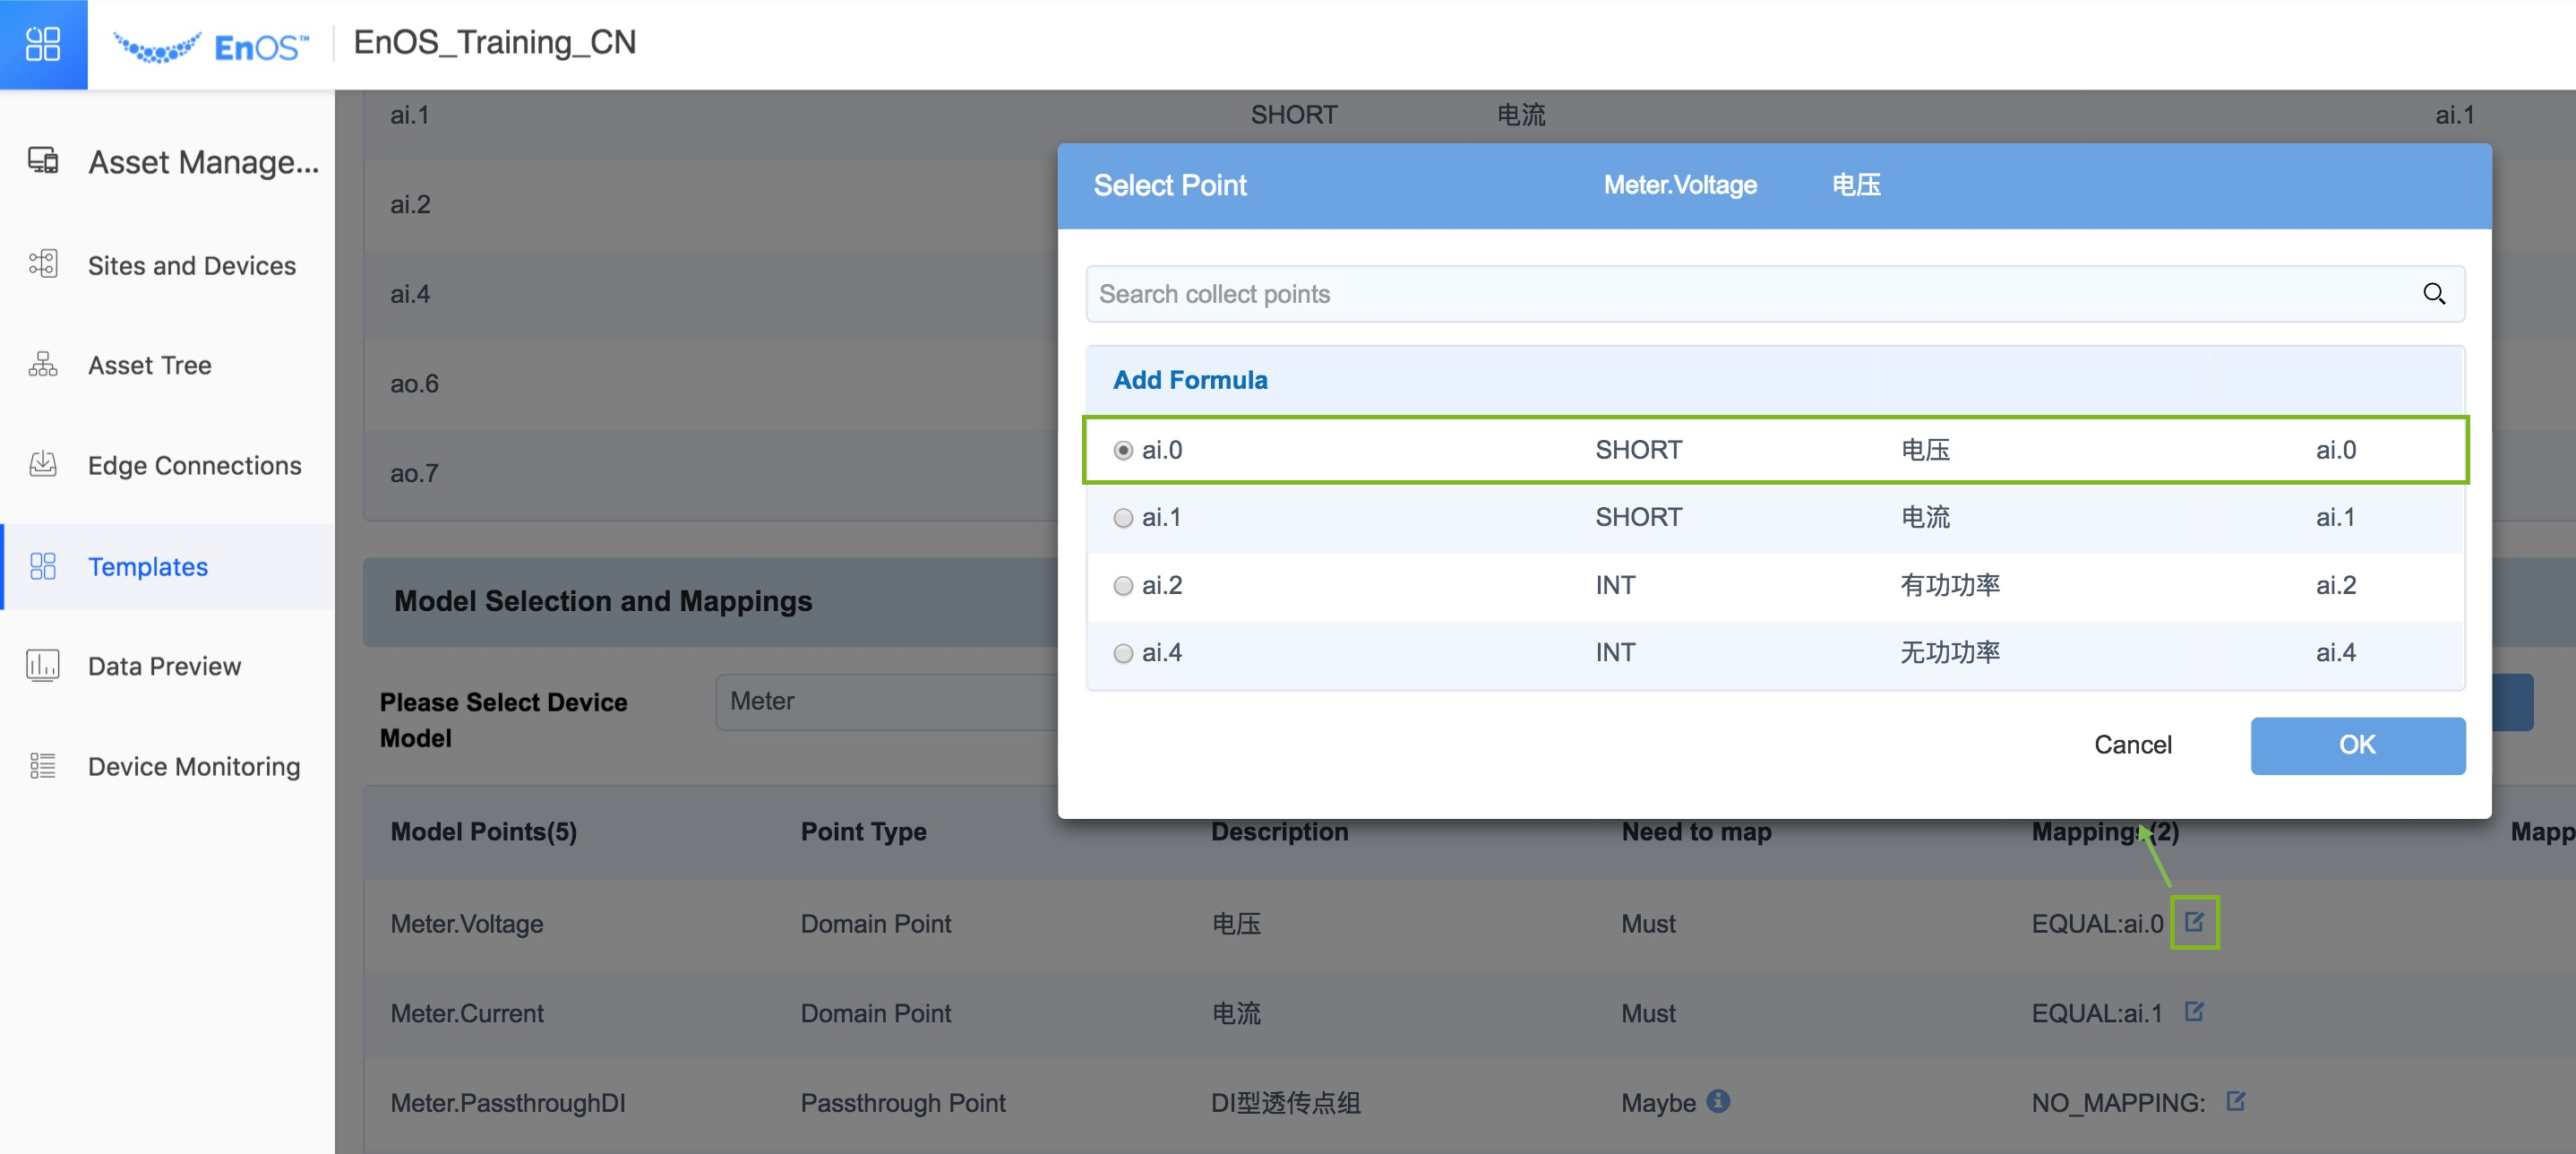 EnOS™ EnOS_Training_CN
Asset Manage...
Sites and Devices
Asset Tree
Edge Connections
Templates
Data Preview
Device Monitoring
ai.1 SHORT 电流 ai.1
ai.2
ai.4
ao.6
ao.7
Select Point Meter.Voltage 电压
Search collect points
Add Formula
ai.0 SHORT 电压 ai.0
ai.1 SHORT 电流 ai.1
ai.2 INT 有功功率 ai.2
ai.4 INT 无功功率 ai.4
Cancel OK
Model Selection and Mappings
Please Select Device
Model
Meter
Model Points(5) Point Type Description Need to map Mappings(2) Mapp
Meter.Voltage Domain Point 电压 Must EQUAL:ai.0
Meter.Current Domain Point 电流 Must EQUAL:ai.1
Meter.PassthroughDI Passthrough Point DI型透传点组 Maybe NO_MAPPING: